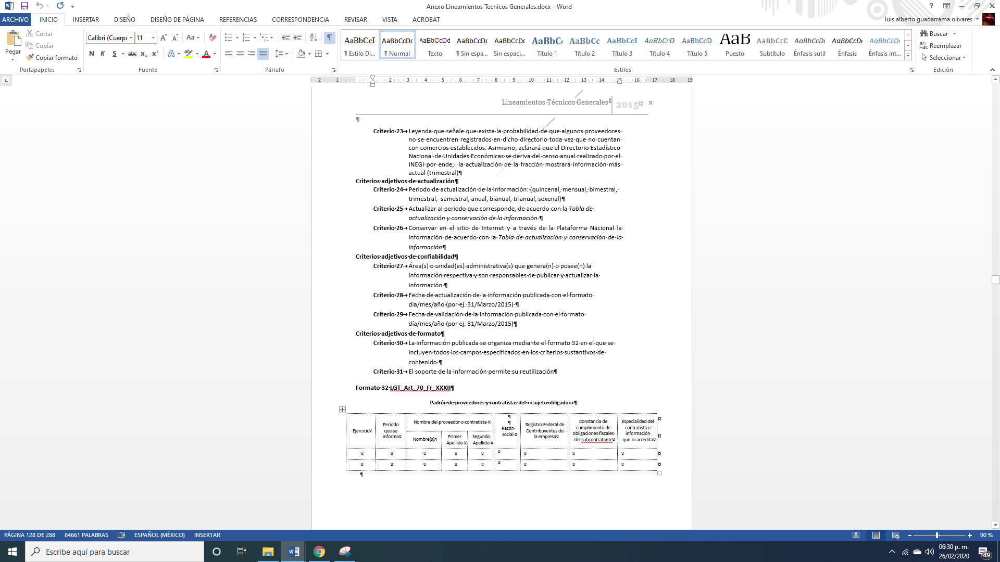 Anexo Lineamientos Tecnicos Generales.docx - Word
ARCHIVO INICIO INSERTAR DISEÑO DISEÑO DE PÁGINA REFERENCIAS CORRESPONDENCIA REVISAR VISTA ACROBAT
luis alberto guadarrama olivares
Pegar
Cortar
Copiar
Copiar formato
Portapapeles
Calibri (Cuerpo 11
Fuente
Párrafo
AaBbCcI AaBbCcDc AaBbCcDd AaBbCcDc AaBbCcDc AaBbC AaBbCc AaBbCcI AaBbCcD AaBbCcD AaB AaBbCcD AaBbCcDc AaBbCcDc AaBbCcDc
¶ Estilo Di... ¶ Normal Texto ¶ Sin espa... Sin espaci... Título 1 Título 2 Título 3 Título 4 Título 5 Puesto Subtítulo Énfasis sutil Énfasis Énfasis int...
Estilos
Buscar
Reemplazar
Seleccionar
Edición
2 1 1 2 3 4 5 6 7 8 9 10 11 12 13 14 15 16 17 18 19
Lineamientos Técnicos Generales 2015
Criterio 23 Leyenda que señale que existe la probabilidad de que algunos proveedores
no se encuentren registrados en dicho directorio toda vez que no cuentan
con comercios establecidos. Asimismo, aclarará que el Directorio Estadístico
Nacional de Unidades Económicas se deriva del censo anual realizado por el
INEGI por ende, la actualización de la fracción mostrará información más
actual (trimestral)¶
Criterios adjetivos de actualización¶
Criterio 24 Periodo de actualización de la información: (quincenal, mensual, bimestral,
trimestral, semestral, anual, bianual, trianual, sexenal)¶
Criterio 25 Actualizar al periodo que corresponde, de acuerdo con la Tabla de
actualización y conservación de la información ¶
Criterio 26 Conservar en el sitio de Internet y a través de la Plataforma Nacional la
información de acuerdo con la Tabla de actualización y conservación de la
información¶
Criterios adjetivos de confiabilidad¶
Criterio 27 Área(s) o unidad(es) administrativa(s) que genera(n) o posee(n) la
información respectiva y son responsables de publicar y actualizar la
información ¶
Criterio 28 Fecha de actualización de la información publicada con el formato
día/mes/año (por ej. 31/Marzo/2015) ¶
Criterio 29 Fecha de validación de la información publicada con el formato
día/mes/año (por ej. 31/Marzo/2015)¶
Criterios adjetivos de formato¶
Criterio 30 La información publicada se organiza mediante el formato 32 en el que se
incluyen todos los campos especificados en los criterios sustantivos de
contenido ¶
Criterio 31 El soporte de la información permite su reutilización¶
Formato 32 LGT_Art_70_Fr_XXXII¶
Padrón de proveedores y contratistas del <<sujeto obligado>>¶
Ejercicio
Periodo
que se
informa
Nombre del proveedor o contratista
Nombre(s)
Primer
Apellido
Segundo
Apellido
Razón
social
Registro Federal de
Contribuyentes de
la empresa
Constancia de
cumplimiento de
obligaciones fiscales
del subcontratante
Especialidad del
contratista e
información
que lo acredita
PÁGINA 128 DE 288 84661 PALABRAS ESPAÑOL (MÉXICO) INSERTAR
90 %
Escribe aquí para buscar
06:30 p. m.
26/02/2020
49